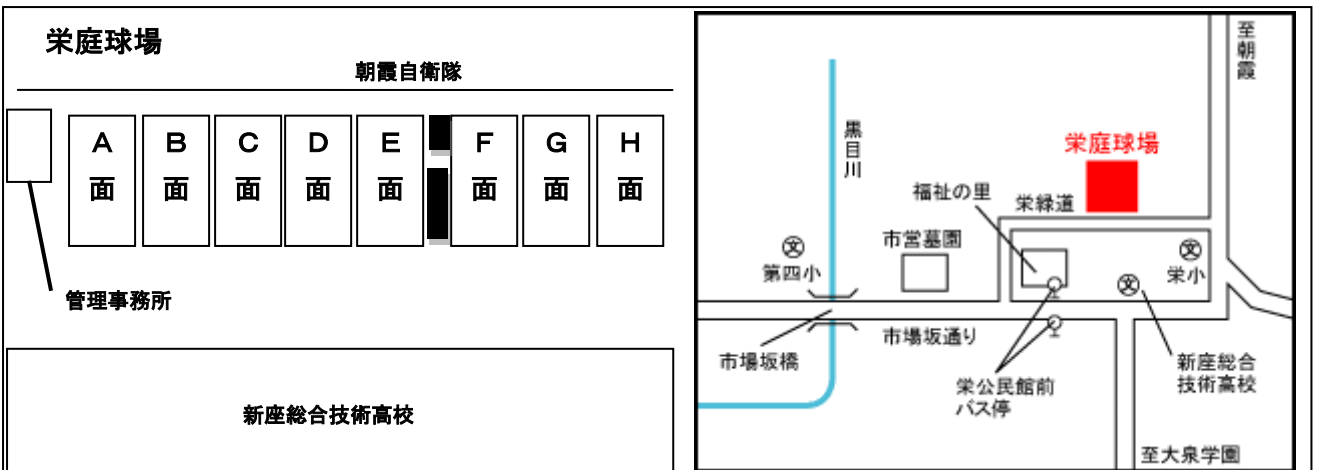 栄庭球場
朝霞自衛隊
A
面
B
面
C
面
D
面
E
面
F
面
G
面
H
面
管理事務所
新座総合技術高校
至朝霞
黒目川
栄庭球場
福祉の里
栄緑道
市営墓園
文
第四小
文
栄小
文
市場坂通り
市場坂橋
新座総合
技術高校
栄公民館前
バス停
至大泉学園